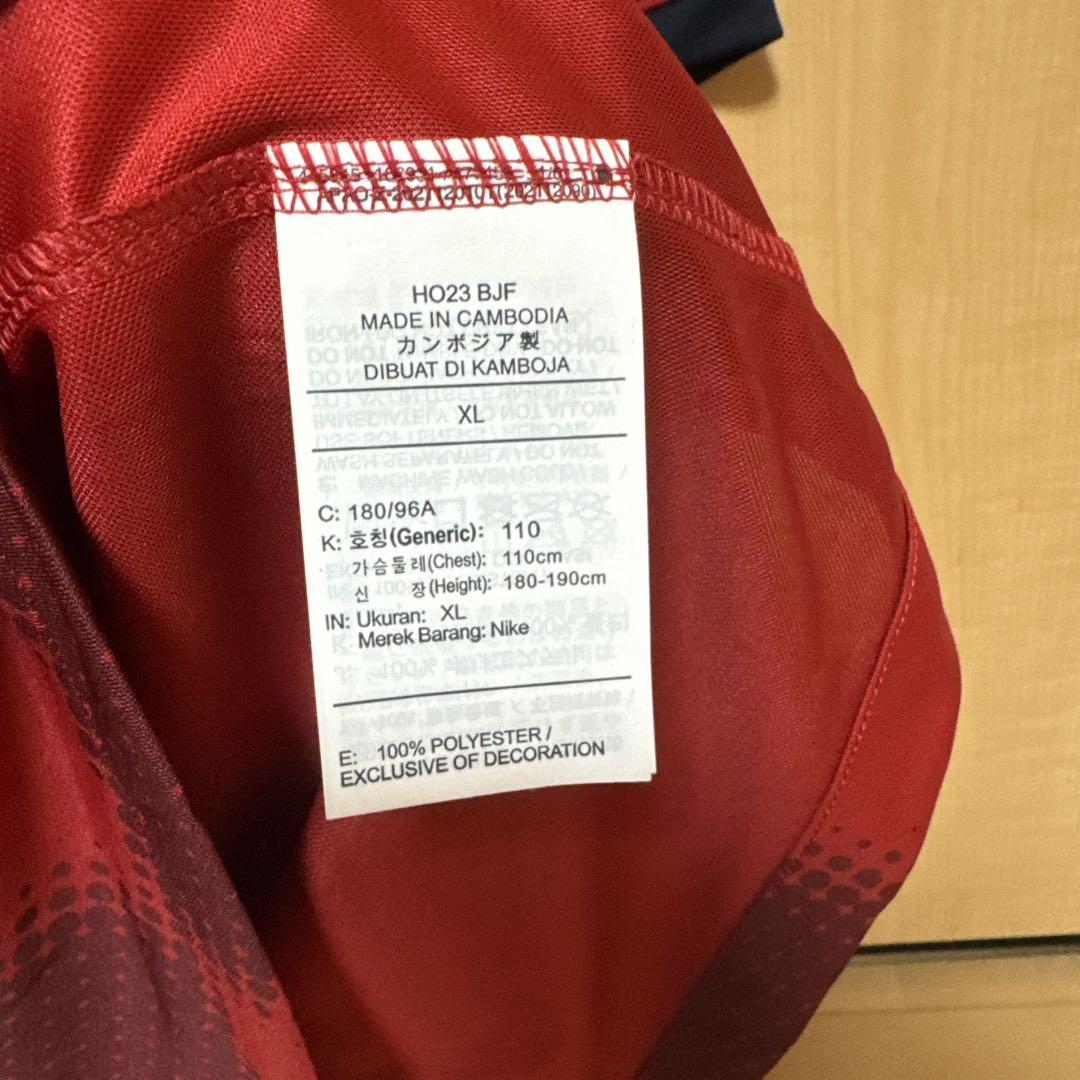 HO23 BJF
MADE IN CAMBODIA
カンボジア製
DIBUAT DI KAMBOJA
XL
C: 180/96A
K: 호칭(Generic): 110
가슴둘레(Chest): 110cm
신 장(Height): 180-190cm
IN: Ukuran: XL
Merek Barang: Nike
E: 100% POLYESTER /
EXCLUSIVE OF DECORATION